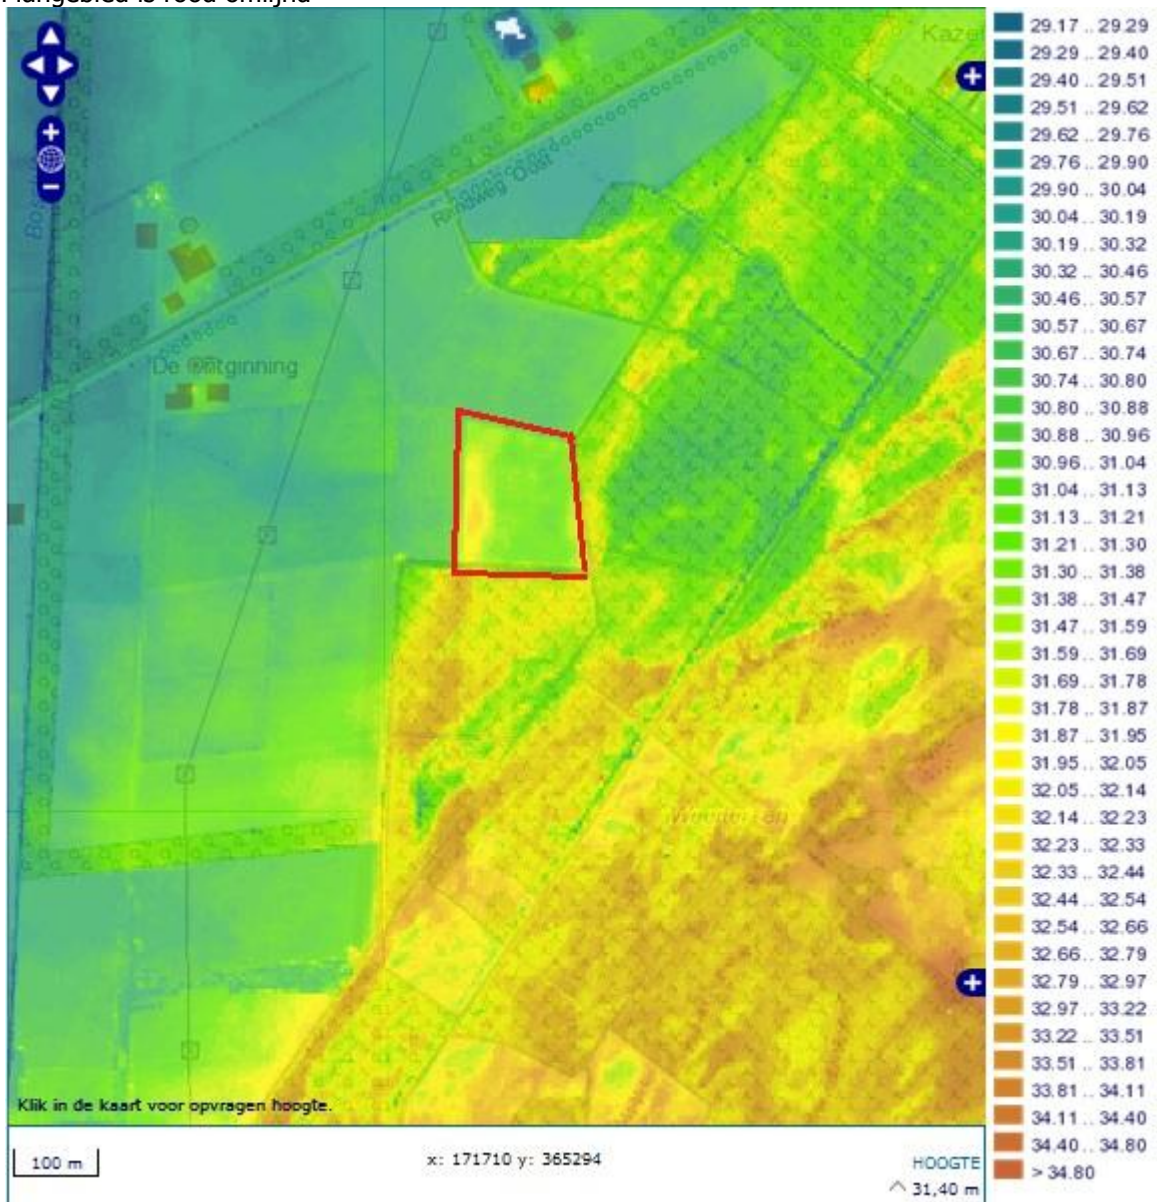 Plangebied is rood omlijnd
Kaze
Randweg Oost
De Ontginning
Weerterkan
Klik in de kaart voor opvragen hoogte.
100 m
x: 171710 y: 365294
HOOGTE
31,40 m
29.17 .. 29.29
29.29 .. 29.40
29.40 .. 29.51
29.51 .. 29.62
29.62 .. 29.76
29.76 .. 29.90
29.90 .. 30.04
30.04 .. 30.19
30.19 .. 30.32
30.32 .. 30.46
30.46 .. 30.57
30.57 .. 30.67
30.67 .. 30.74
30.74 .. 30.80
30.80 .. 30.88
30.88 .. 30.96
30.96 .. 31.04
31.04 .. 31.13
31.13 .. 31.21
31.21 .. 31.30
31.30 .. 31.38
31.38 .. 31.47
31.47 .. 31.59
31.59 .. 31.69
31.69 .. 31.78
31.78 .. 31.87
31.87 .. 31.95
31.95 .. 32.05
32.05 .. 32.14
32.14 .. 32.23
32.23 .. 32.33
32.33 .. 32.44
32.44 .. 32.54
32.54 .. 32.66
32.66 .. 32.79
32.79 .. 32.97
32.97 .. 33.22
33.22 .. 33.51
33.51 .. 33.81
33.81 .. 34.11
34.11 .. 34.40
34.40 .. 34.80
> 34.80